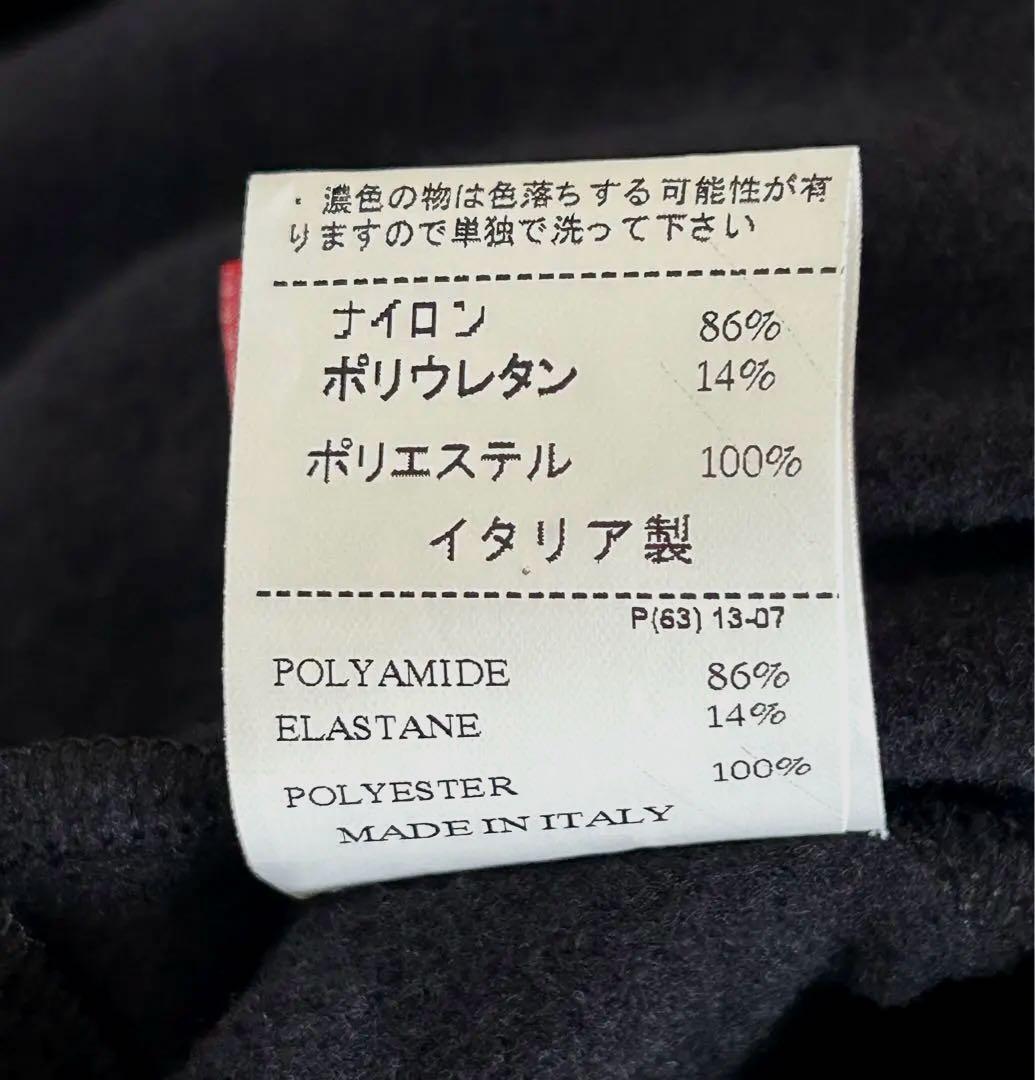 ・濃色の物は色落ちする可能性が有
りますので単独で洗って下さい
ナイロン 86%
ポリウレタン 14%
ポリエステル 100%
イタリア製
P(63) 13-07
POLYAMIDE 86%
ELASTANE 14%
POLYESTER 100%
MADE IN ITALY